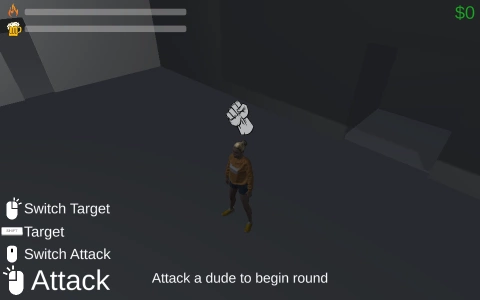 $0
Switch Target
Target
Switch Attack
Attack
Attack a dude to begin round